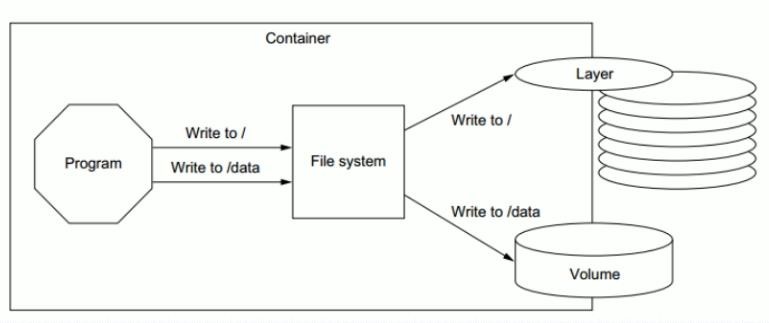 Container
Layer
Write to /
Write to /
Program
File system
Write to /data
Write to /data
Volume